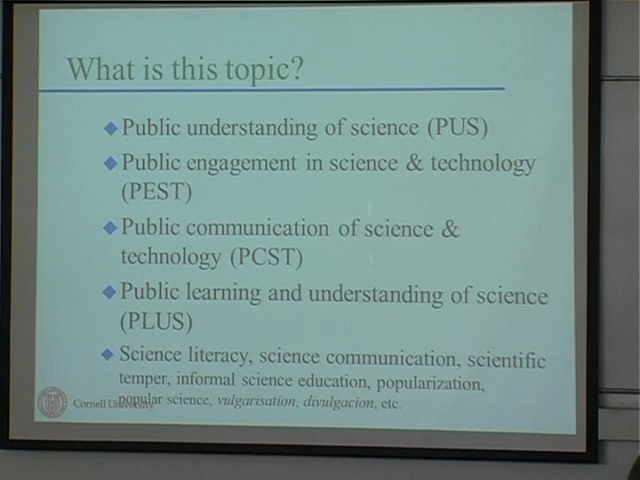 What is this topic?
◆Public understanding of science (PUS)
◆Public engagement in science & technology
(PEST)
◆Public communication of science &
technology (PCST)
◆Public learning and understanding of science
(PLUS)
◆Science literacy, science communication, scientific
temper, informal science education, popularization,
popular science, vulgarisation, divulgacion, etc.
Cornell University